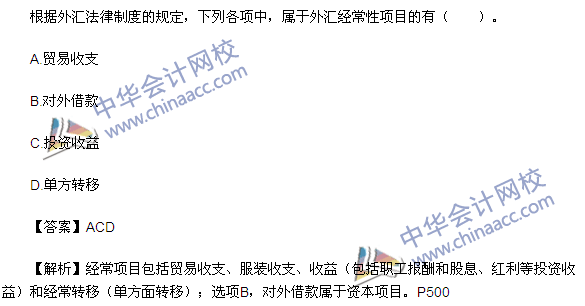 根据外汇法律制度的规定，下列各项中，属于外汇经常性项目的有（　　）。
A.贸易收支
B.对外借款
C.投资收益
D.单方转移
【答案】ACD
【解析】经常项目包括贸易收支、服装收支、收益（包括职工报酬和股息、红利等投资收
益）和经常转移（单方面转移）；选项B，对外借款属于资本项目。P500
中华会计网校
www.chinaacc.com
中华会计网校
www.chinaacc.com